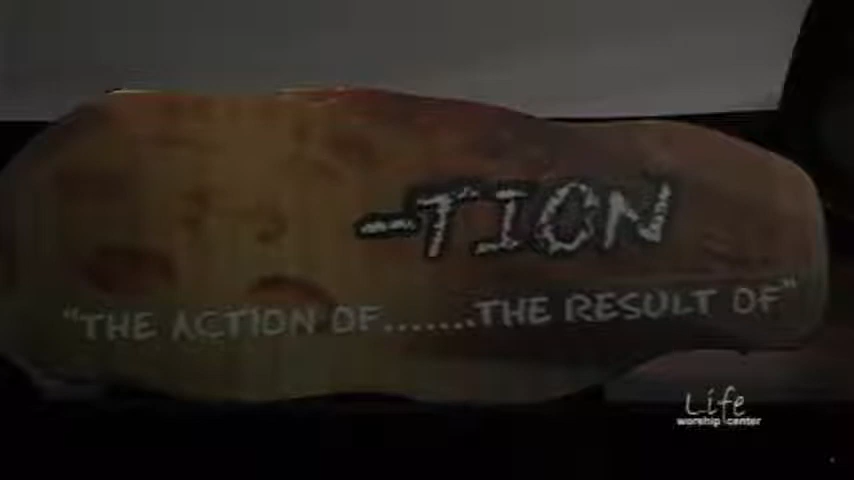 -TION
"THE ACTION OF.......THE RESULT OF"
Life
worship center